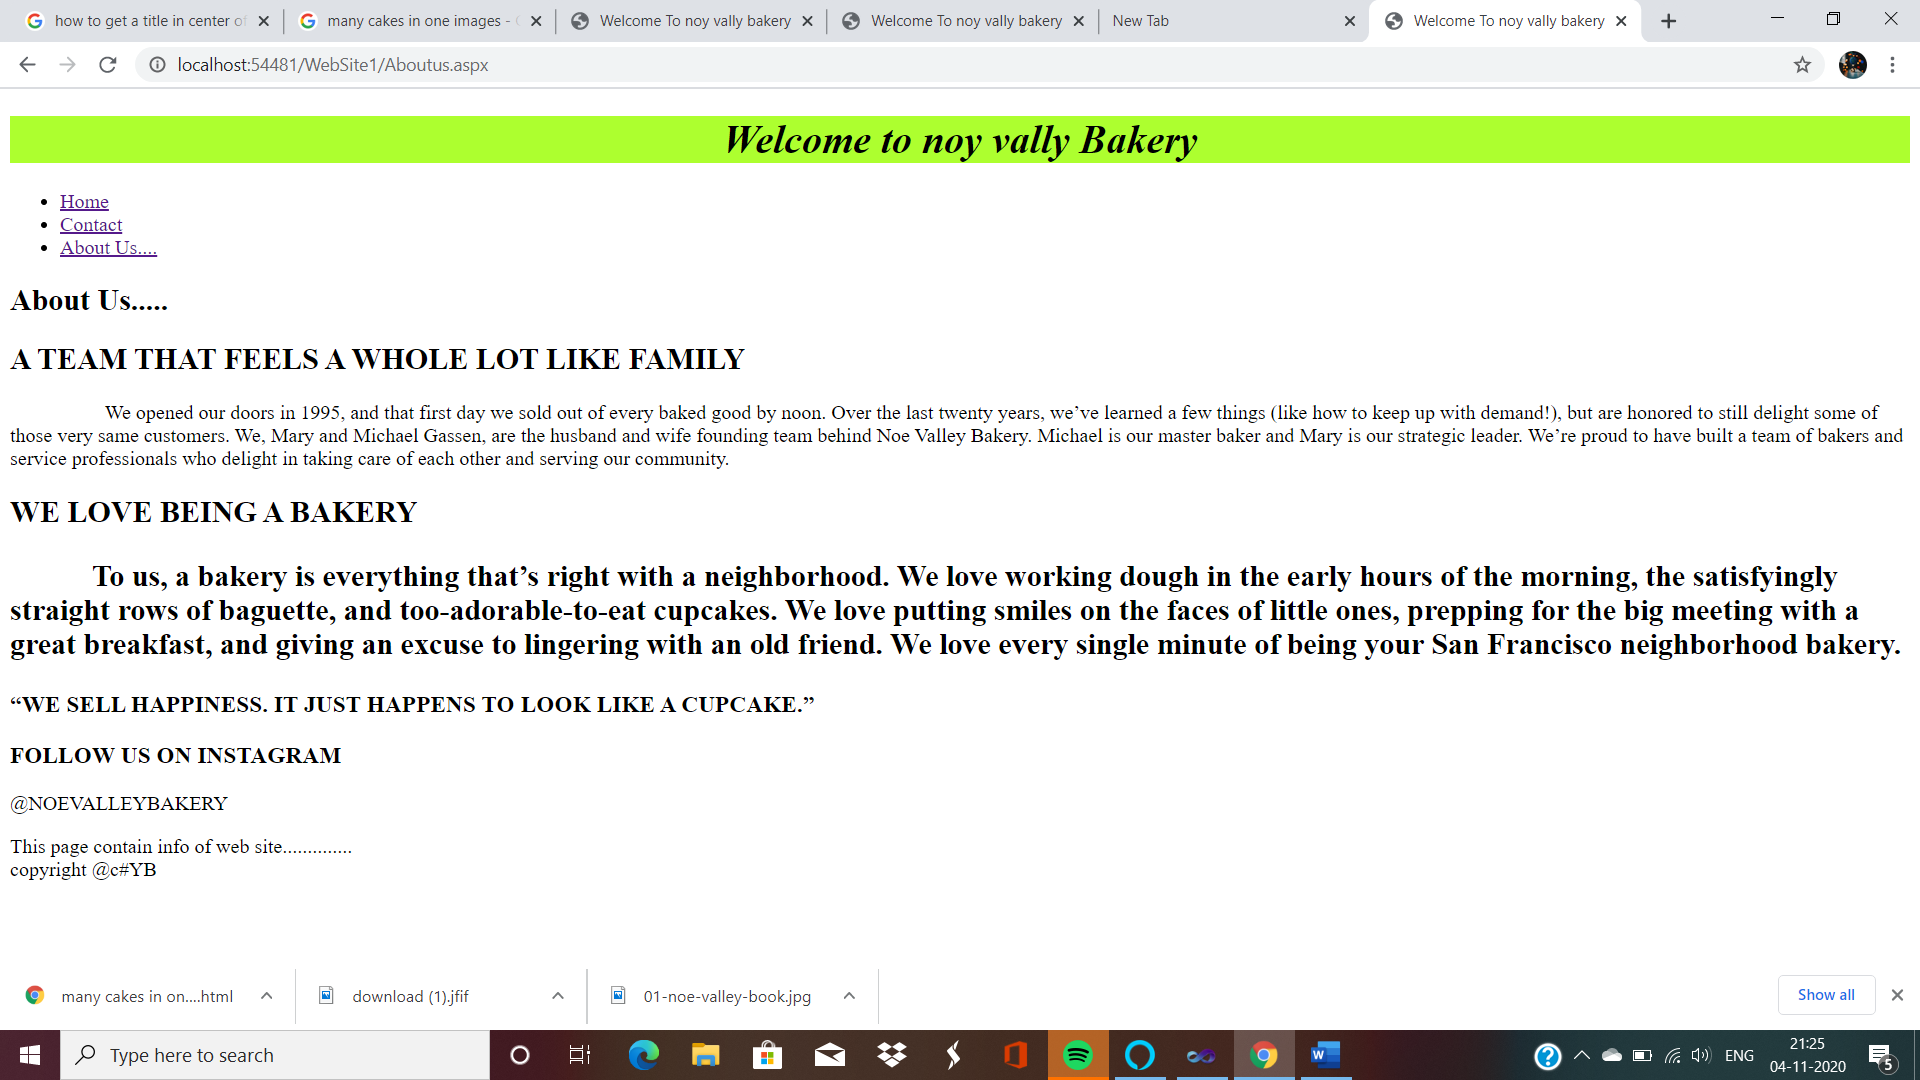 how to get a title in center of
many cakes in one images - G
Welcome To noy vally bakery
Welcome To noy vally bakery
New Tab
Welcome To noy vally bakery
localhost:54481/WebSite1/Aboutus.aspx
Welcome to noy vally Bakery
Home
Contact
About Us....
About Us.....
A TEAM THAT FEELS A WHOLE LOT LIKE FAMILY
We opened our doors in 1995, and that first day we sold out of every baked good by noon. Over the last twenty years, we’ve learned a few things (like how to keep up with demand!), but are honored to still delight some of
those very same customers. We, Mary and Michael Gassen, are the husband and wife founding team behind Noe Valley Bakery. Michael is our master baker and Mary is our strategic leader. We’re proud to have built a team of bakers and
service professionals who delight in taking care of each other and serving our community.
WE LOVE BEING A BAKERY
To us, a bakery is everything that’s right with a neighborhood. We love working dough in the early hours of the morning, the satisfyingly
straight rows of baguette, and too-adorable-to-eat cupcakes. We love putting smiles on the faces of little ones, prepping for the big meeting with a
great breakfast, and giving an excuse to lingering with an old friend. We love every single minute of being your San Francisco neighborhood bakery.
“WE SELL HAPPINESS. IT JUST HAPPENS TO LOOK LIKE A CUPCAKE.”
FOLLOW US ON INSTAGRAM
@NOEVALLEYBAKERY
This page contain info of web site..............
copyright @c#YB
many cakes in on....html
download (1).jfif
01-noe-valley-book.jpg
Show all
Type here to search
ENG
21:25
04-11-2020
5